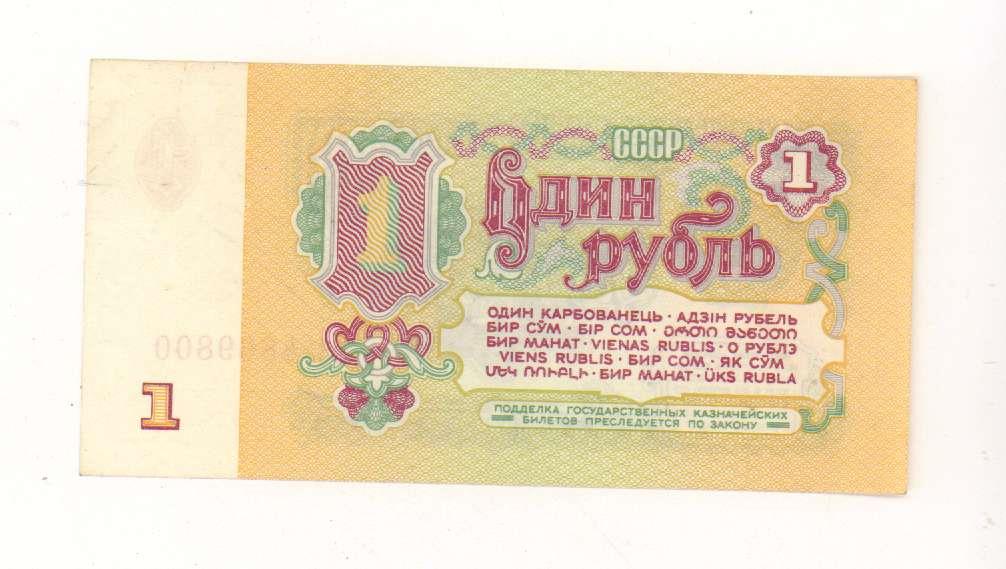 СССР
1
1
Один
рубль
ОДИН КАРБОВАНЕЦЬ · АДЗІН РУБЕЛЬ
БИР СЎМ · БІР СОМ · ᲔᲠᲗᲘ ᲛᲐᲜᲔᲗᲘ
БИР МАНАТ · VIENAS RUBLIS · О РУБЛЭ
VIENS RUBLIS · БИР СОМ · ЯК СӮМ
ՄԵԿ ՌՈՒԲԼԻ · БИР МАНАТ · ÜKS RUBLA
ПОДДЕЛКА ГОСУДАРСТВЕННЫХ КАЗНАЧЕЙСКИХ
БИЛЕТОВ ПРЕСЛЕДУЕТСЯ ПО ЗАКОНУ
1